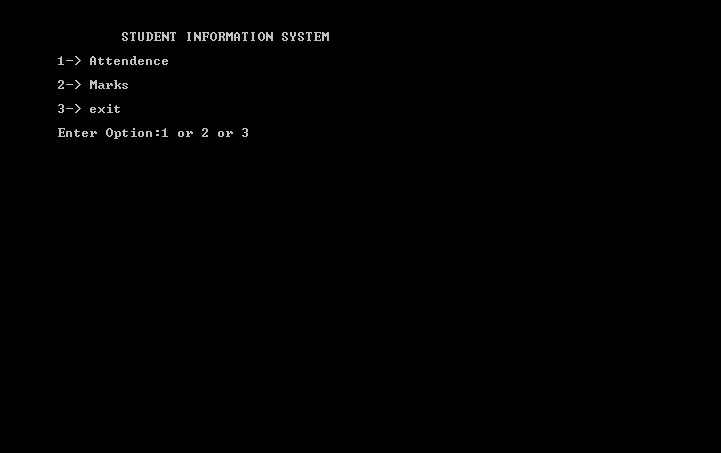 STUDENT INFORMATION SYSTEM
1-> Attendence
2-> Marks
3-> exit
Enter Option:1 or 2 or 3